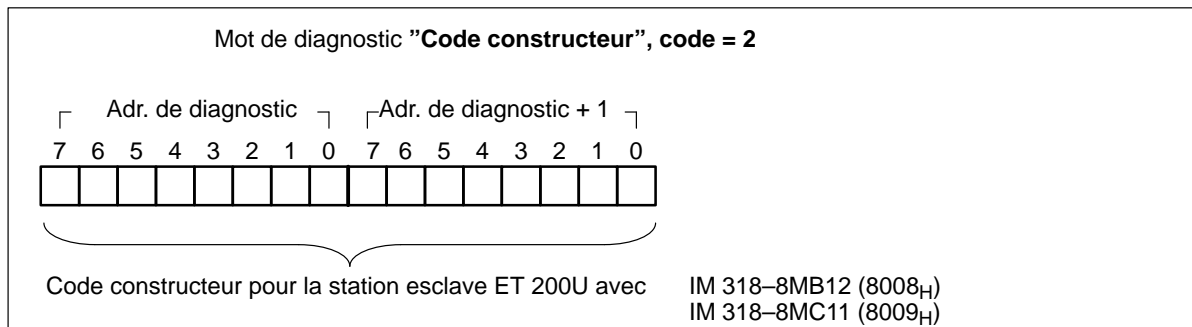 Mot de diagnostic ”Code constructeur”, code = 2
Adr. de diagnostic Adr. de diagnostic + 1
7 6 5 4 3 2 1 0 7 6 5 4 3 2 1 0
Code constructeur pour la station esclave ET 200U avec IM 318–8MB12 (8008H)
IM 318–8MC11 (8009H)